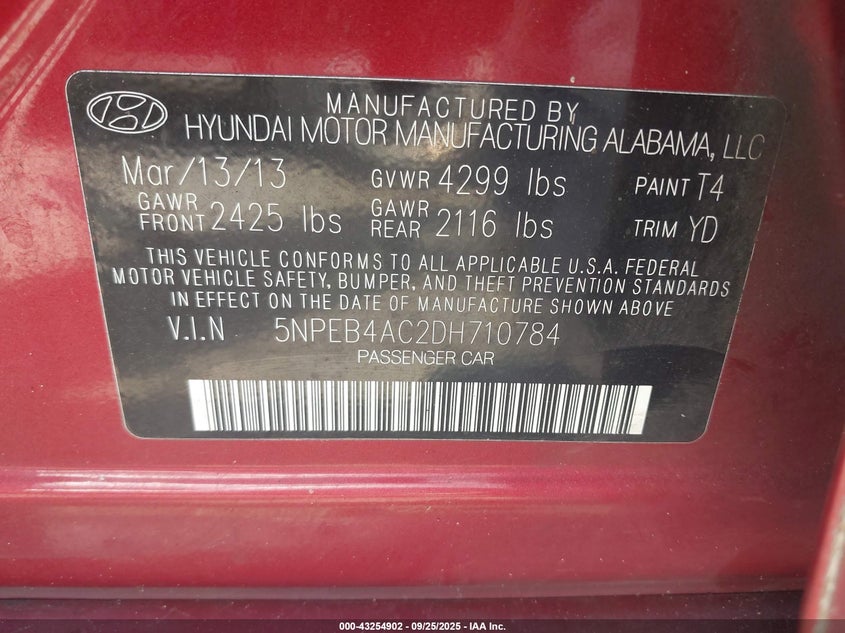 MANUFACTURED BY
HYUNDAI MOTOR MANUFACTURING ALABAMA, LLC
Mar/13/13 GVWR 4299 lbs PAINT T4
GAWR FRONT 2425 lbs GAWR REAR 2116 lbs TRIM YD
THIS VEHICLE CONFORMS TO ALL APPLICABLE U.S.A. FEDERAL
MOTOR VEHICLE SAFETY, BUMPER, AND THEFT PREVENTION STANDARDS
IN EFFECT ON THE DATE OF MANUFACTURE SHOWN ABOVE
V.I.N 5NPEB4AC2DH710784
PASSENGER CAR
000-43254902 - 09/25/2025 - IAA Inc.